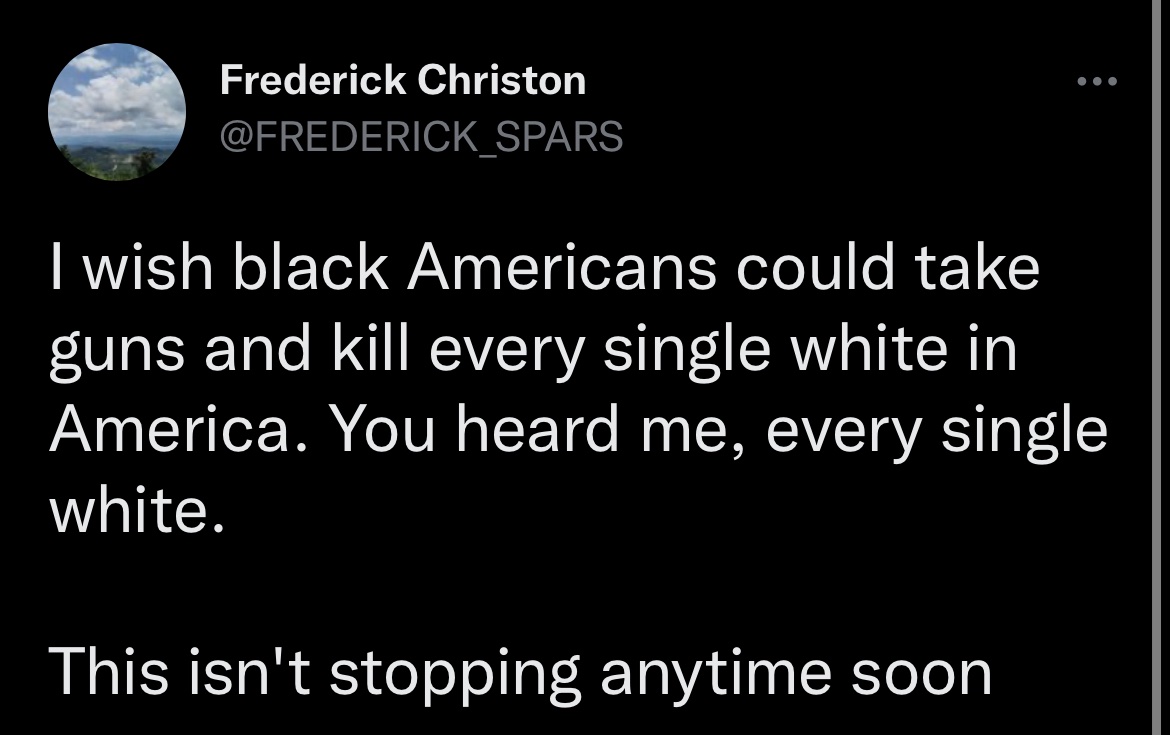 Frederick Christon
@FREDERICK_SPARS
I wish black Americans could take
guns and kill every single white in
America. You heard me, every single
white.
This isn't stopping anytime soon